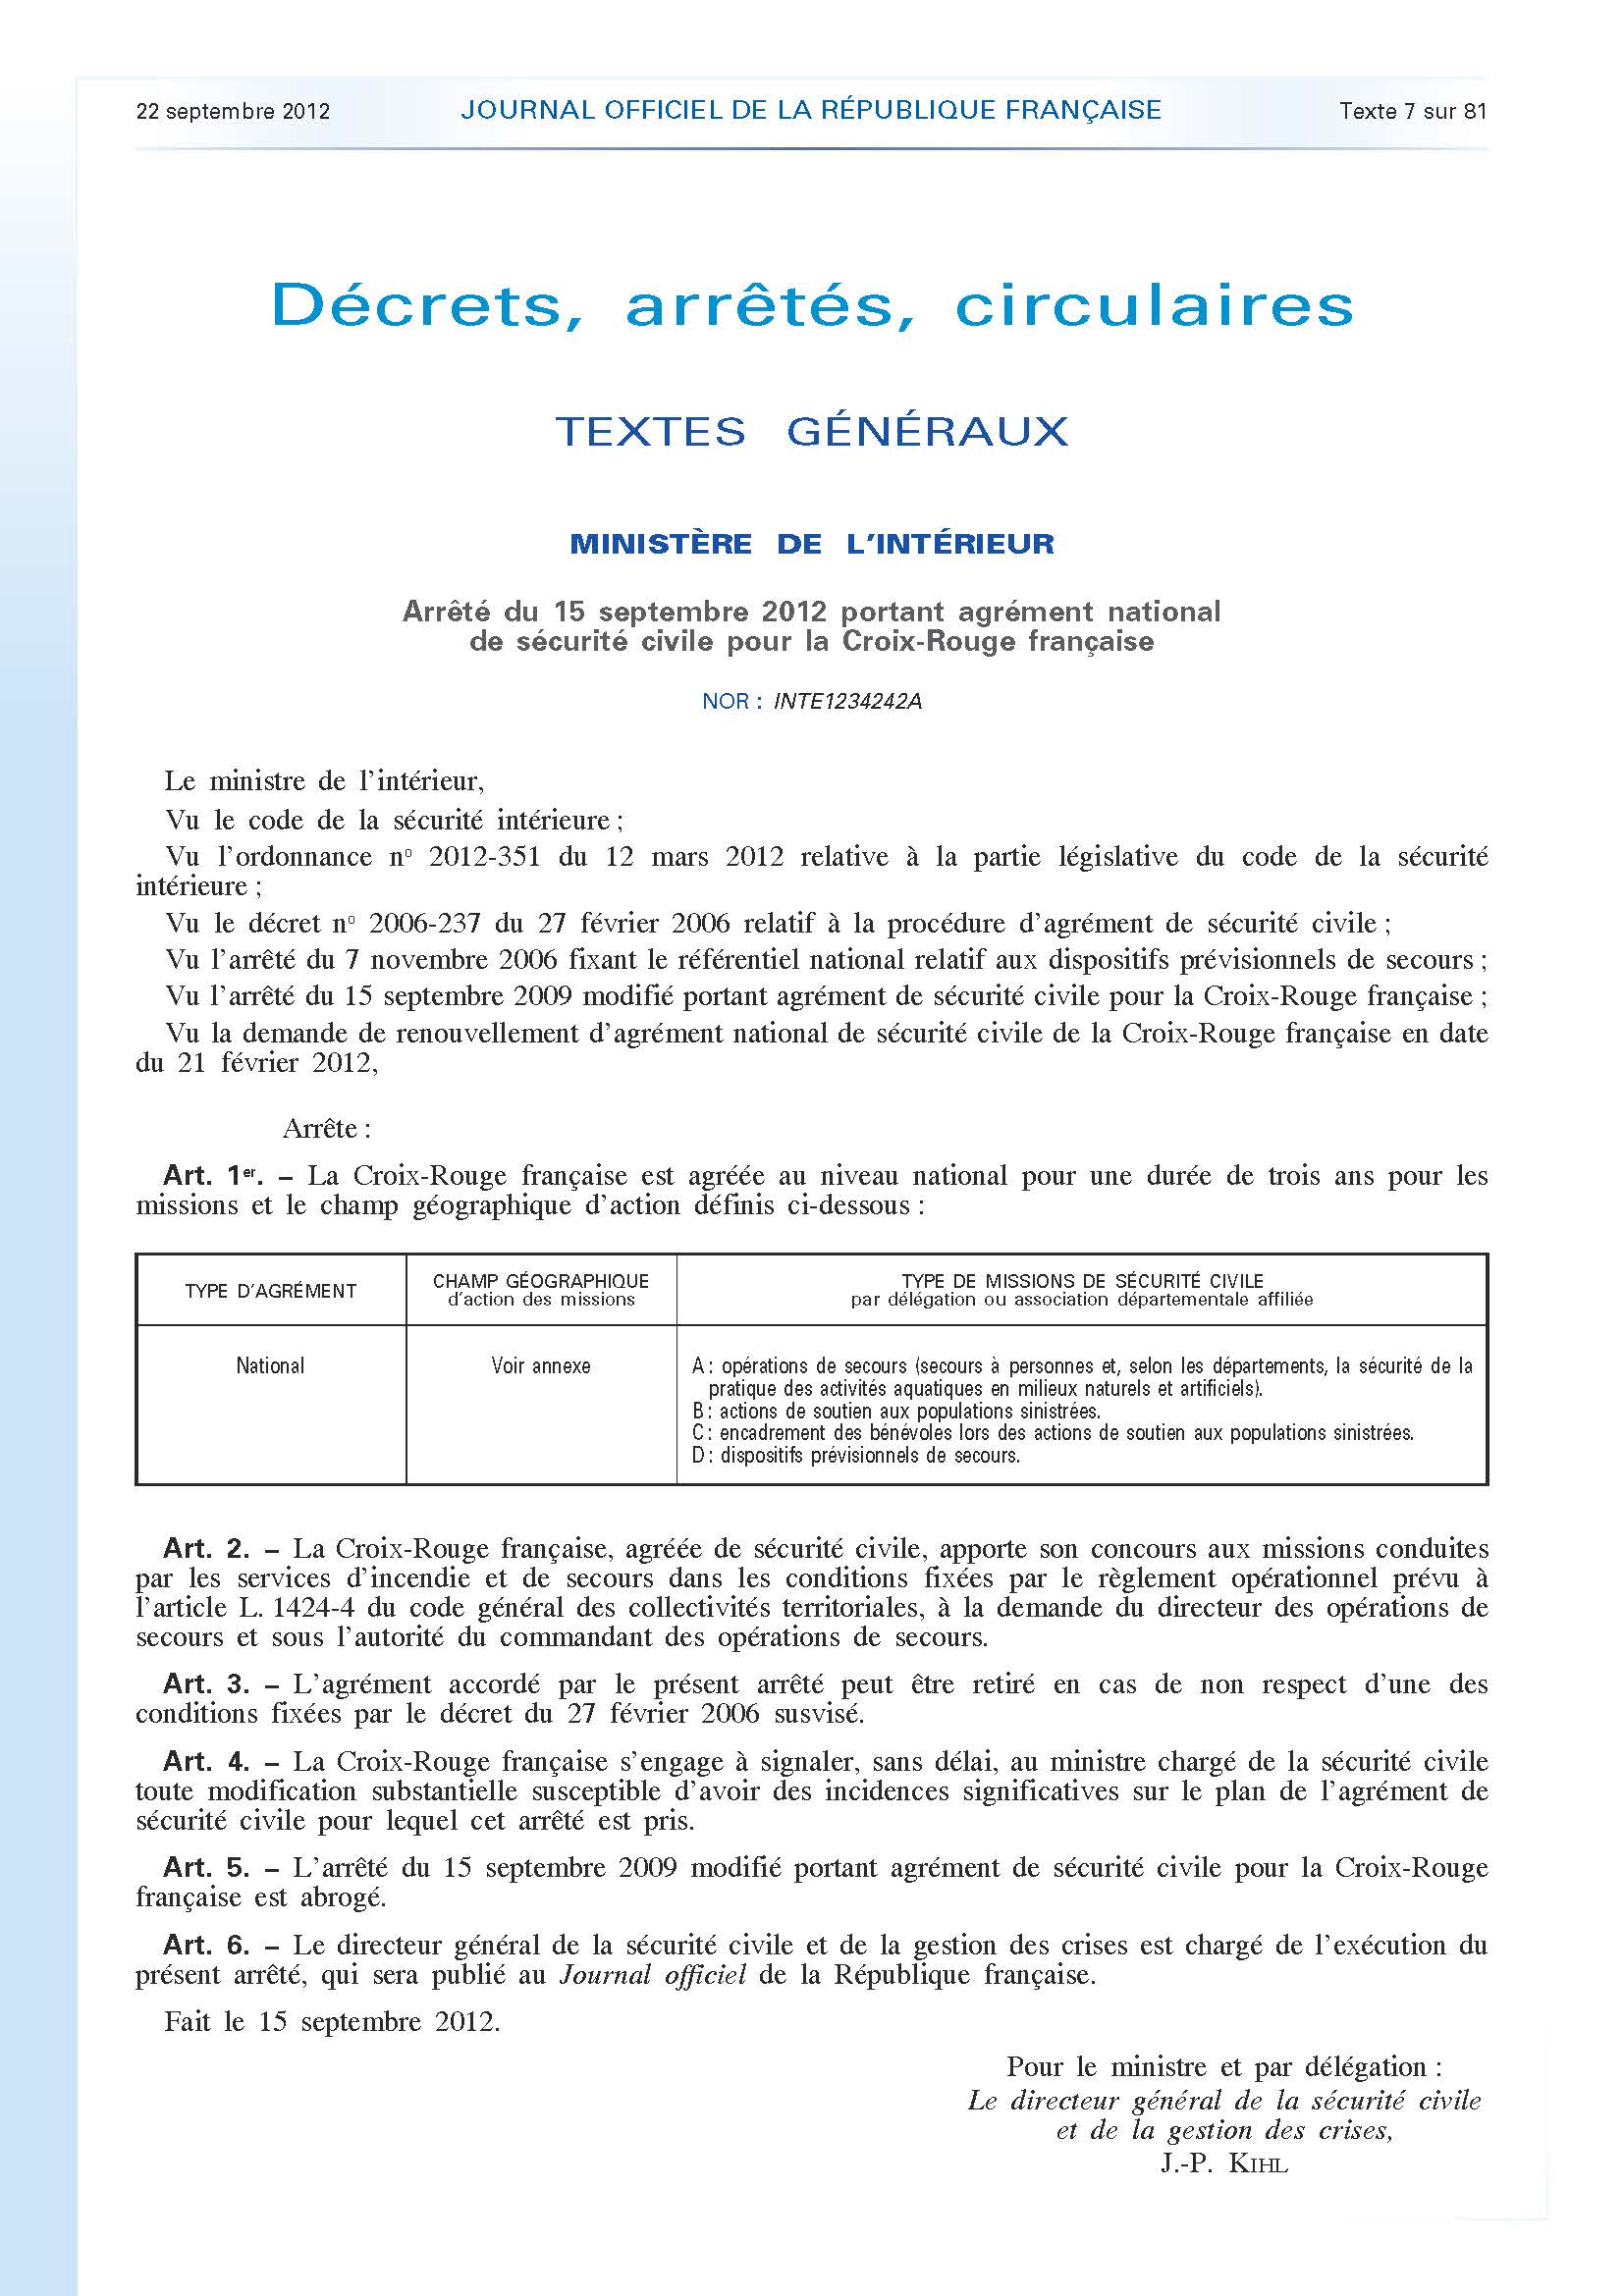 22 septembre 2012 JOURNAL OFFICIEL DE LA RÉPUBLIQUE FRANÇAISE Texte 7 sur 81
Décrets, arrêtés, circulaires
TEXTES GÉNÉRAUX
MINISTÈRE DE L’INTÉRIEUR
Arrêté du 15 septembre 2012 portant agrément national
de sécurité civile pour la Croix-Rouge française
NOR : INTE1234242A
Le ministre de l’intérieur,
Vu le code de la sécurité intérieure ;
Vu l’ordonnance nº 2012-351 du 12 mars 2012 relative à la partie législative du code de la sécurité
intérieure ;
Vu le décret nº 2006-237 du 27 février 2006 relatif à la procédure d’agrément de sécurité civile ;
Vu l’arrêté du 7 novembre 2006 fixant le référentiel national relatif aux dispositifs prévisionnels de secours ;
Vu l’arrêté du 15 septembre 2009 modifié portant agrément de sécurité civile pour la Croix-Rouge française ;
Vu la demande de renouvellement d’agrément national de sécurité civile de la Croix-Rouge française en date
du 21 février 2012,
Arrête :
Art. 1er. – La Croix-Rouge française est agréée au niveau national pour une durée de trois ans pour les
missions et le champ géographique d’action définis ci-dessous :
TYPE D’AGRÉMENT
CHAMP GÉOGRAPHIQUE
d’action des missions
TYPE DE MISSIONS DE SÉCURITÉ CIVILE
par délégation ou association départementale affiliée
National
Voir annexe
A : opérations de secours (secours à personnes et, selon les départements, la sécurité de la
pratique des activités aquatiques en milieux naturels et artificiels).
B : actions de soutien aux populations sinistrées.
C : encadrement des bénévoles lors des actions de soutien aux populations sinistrées.
D : dispositifs prévisionnels de secours.
Art. 2. – La Croix-Rouge française, agréée de sécurité civile, apporte son concours aux missions conduites
par les services d’incendie et de secours dans les conditions fixées par le règlement opérationnel prévu à
l’article L. 1424-4 du code général des collectivités territoriales, à la demande du directeur des opérations de
secours et sous l’autorité du commandant des opérations de secours.
Art. 3. – L’agrément accordé par le présent arrêté peut être retiré en cas de non respect d’une des
conditions fixées par le décret du 27 février 2006 susvisé.
Art. 4. – La Croix-Rouge française s’engage à signaler, sans délai, au ministre chargé de la sécurité civile
toute modification substantielle susceptible d’avoir des incidences significatives sur le plan de l’agrément de
sécurité civile pour lequel cet arrêté est pris.
Art. 5. – L’arrêté du 15 septembre 2009 modifié portant agrément de sécurité civile pour la Croix-Rouge
française est abrogé.
Art. 6. – Le directeur général de la sécurité civile et de la gestion des crises est chargé de l’exécution du
présent arrêté, qui sera publié au Journal officiel de la République française.
Fait le 15 septembre 2012.
Pour le ministre et par délégation :
Le directeur général de la sécurité civile
et de la gestion des crises,
J.-P. KIHL